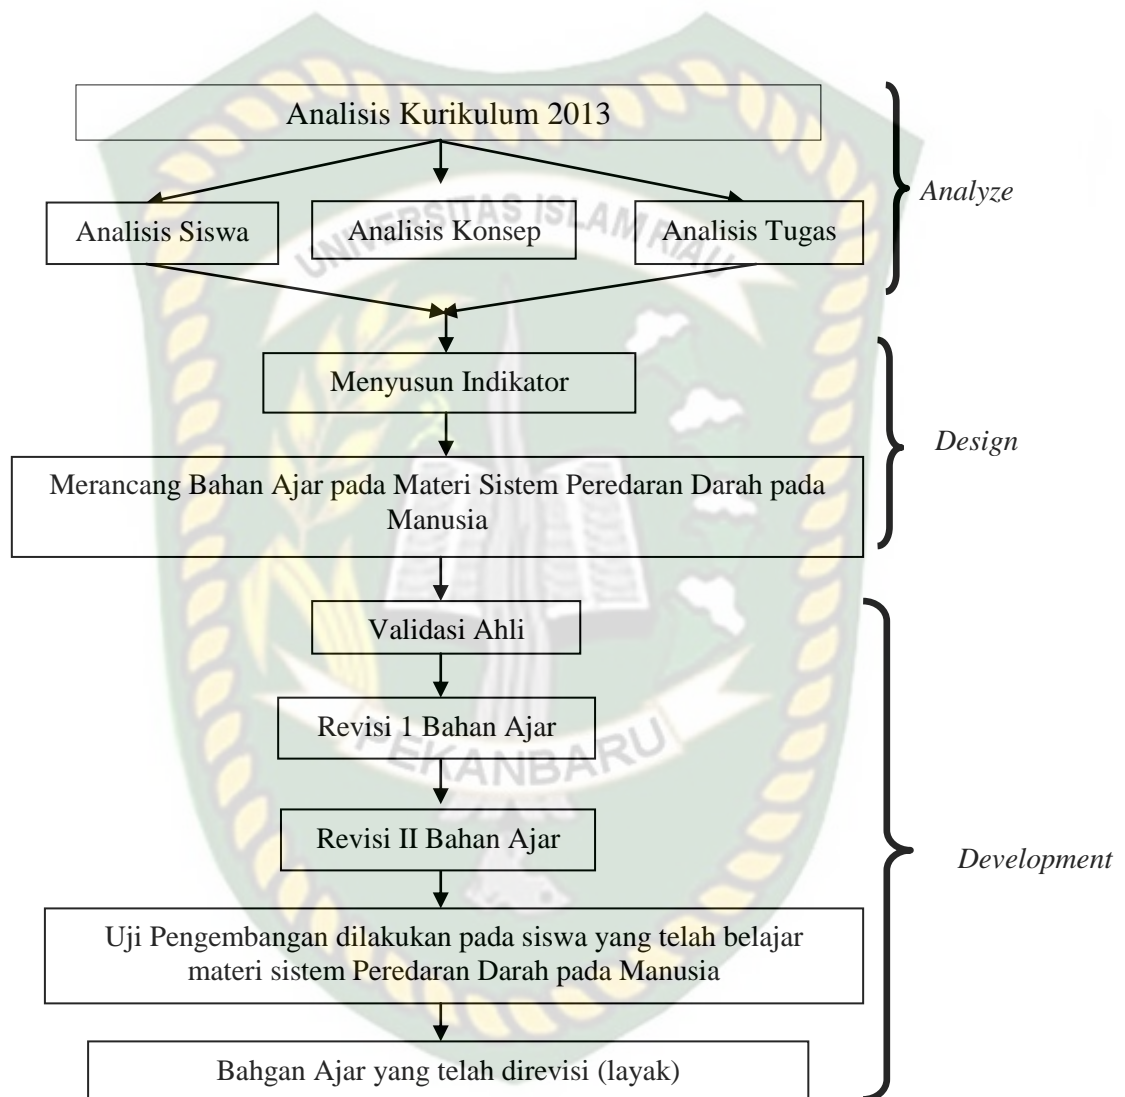 Analisis Kurikulum 2013
Analyze
Analisis Siswa
Analisis Konsep
Analisis Tugas
UNIVERSITAS ISLAM RIAU
Menyusun Indikator
Design
Merancang Bahan Ajar pada Materi Sistem Peredaran Darah pada
Manusia
Validasi Ahli
Revisi 1 Bahan Ajar
PEKANBARU
Revisi II Bahan Ajar
Development
Uji Pengembangan dilakukan pada siswa yang telah belajar
materi sistem Peredaran Darah pada Manusia
Bahgan Ajar yang telah direvisi (layak)